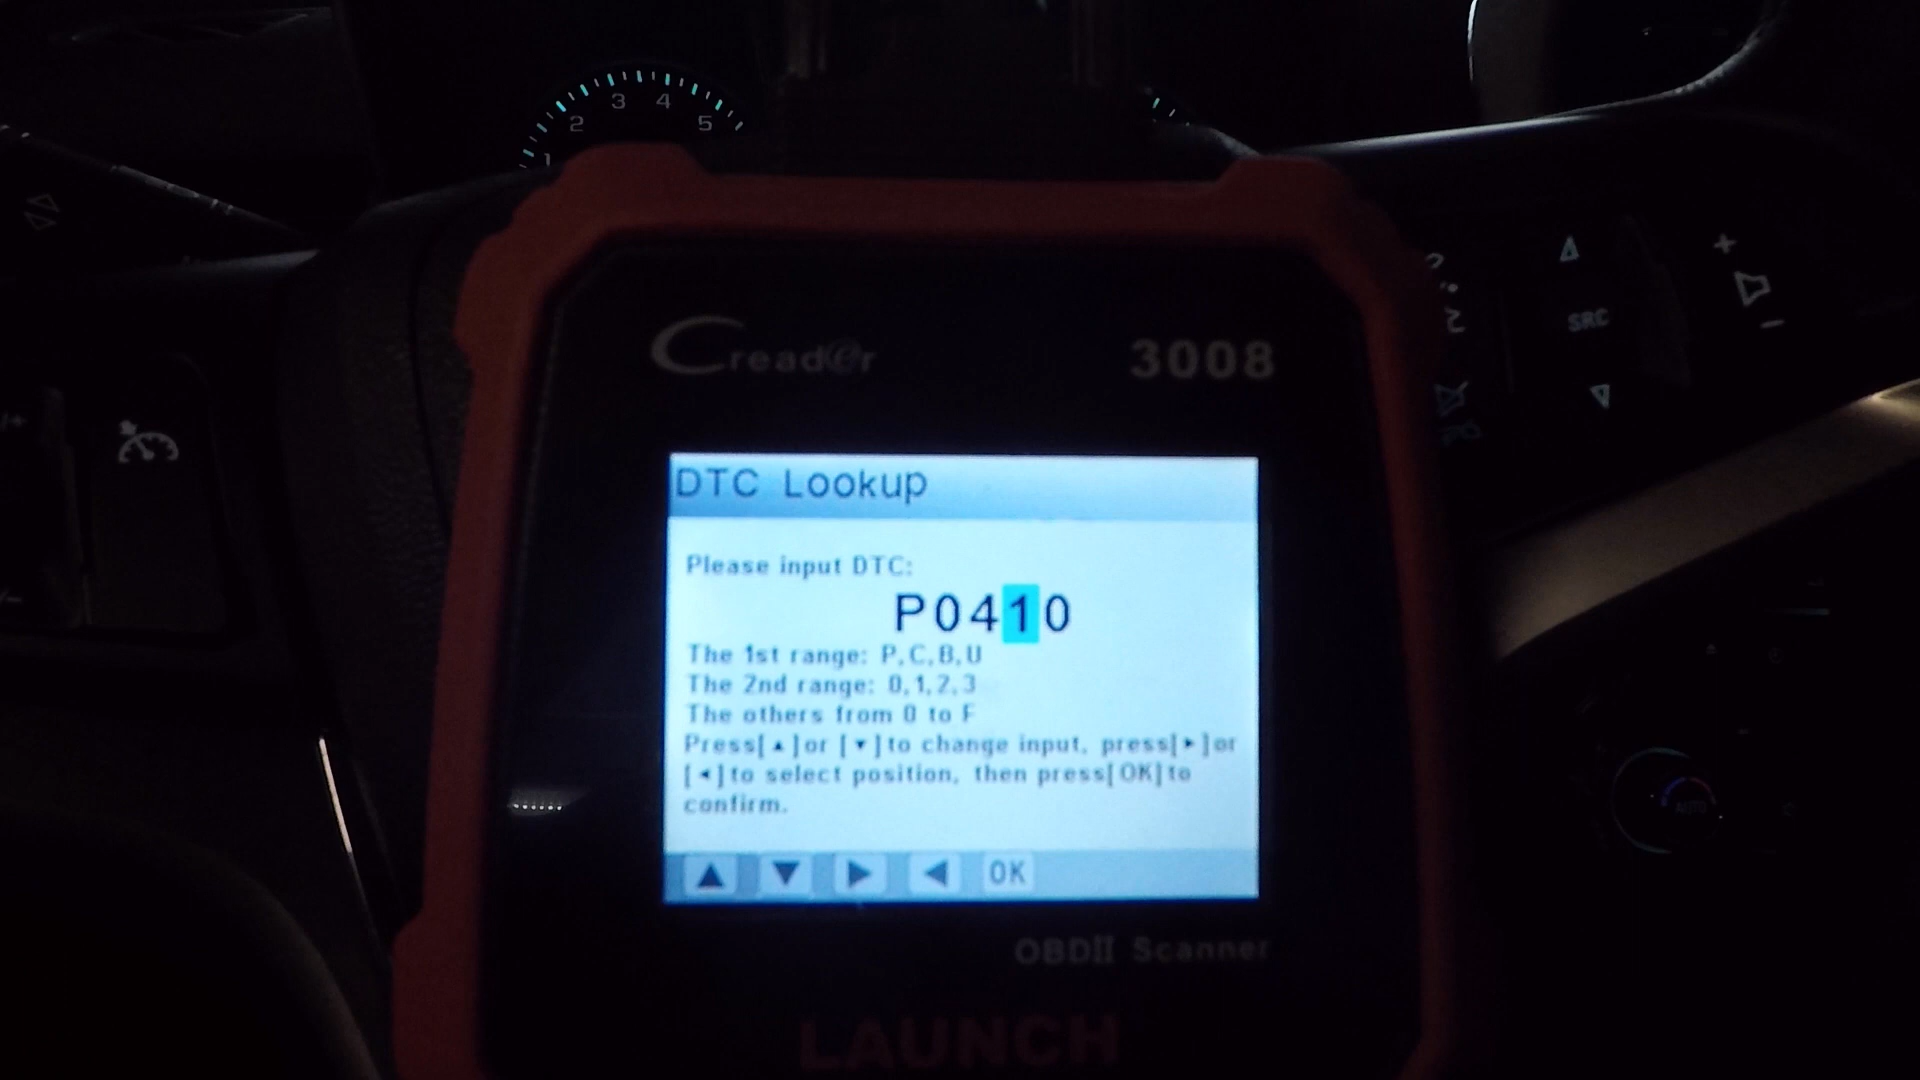 1 2 3 4 5
Cread@r 3008
SRC
DTC Lookup
Please input DTC:
P0410
The 1st range: P,C,B,U
The 2nd range: 0,1,2,3
The others from 0 to F
Press[▲]or [▼]to change input, press[►]or
[◄]to select position, then press[OK]to
confirm.
OK
AUTO
OBDII Scanner
LAUNCH